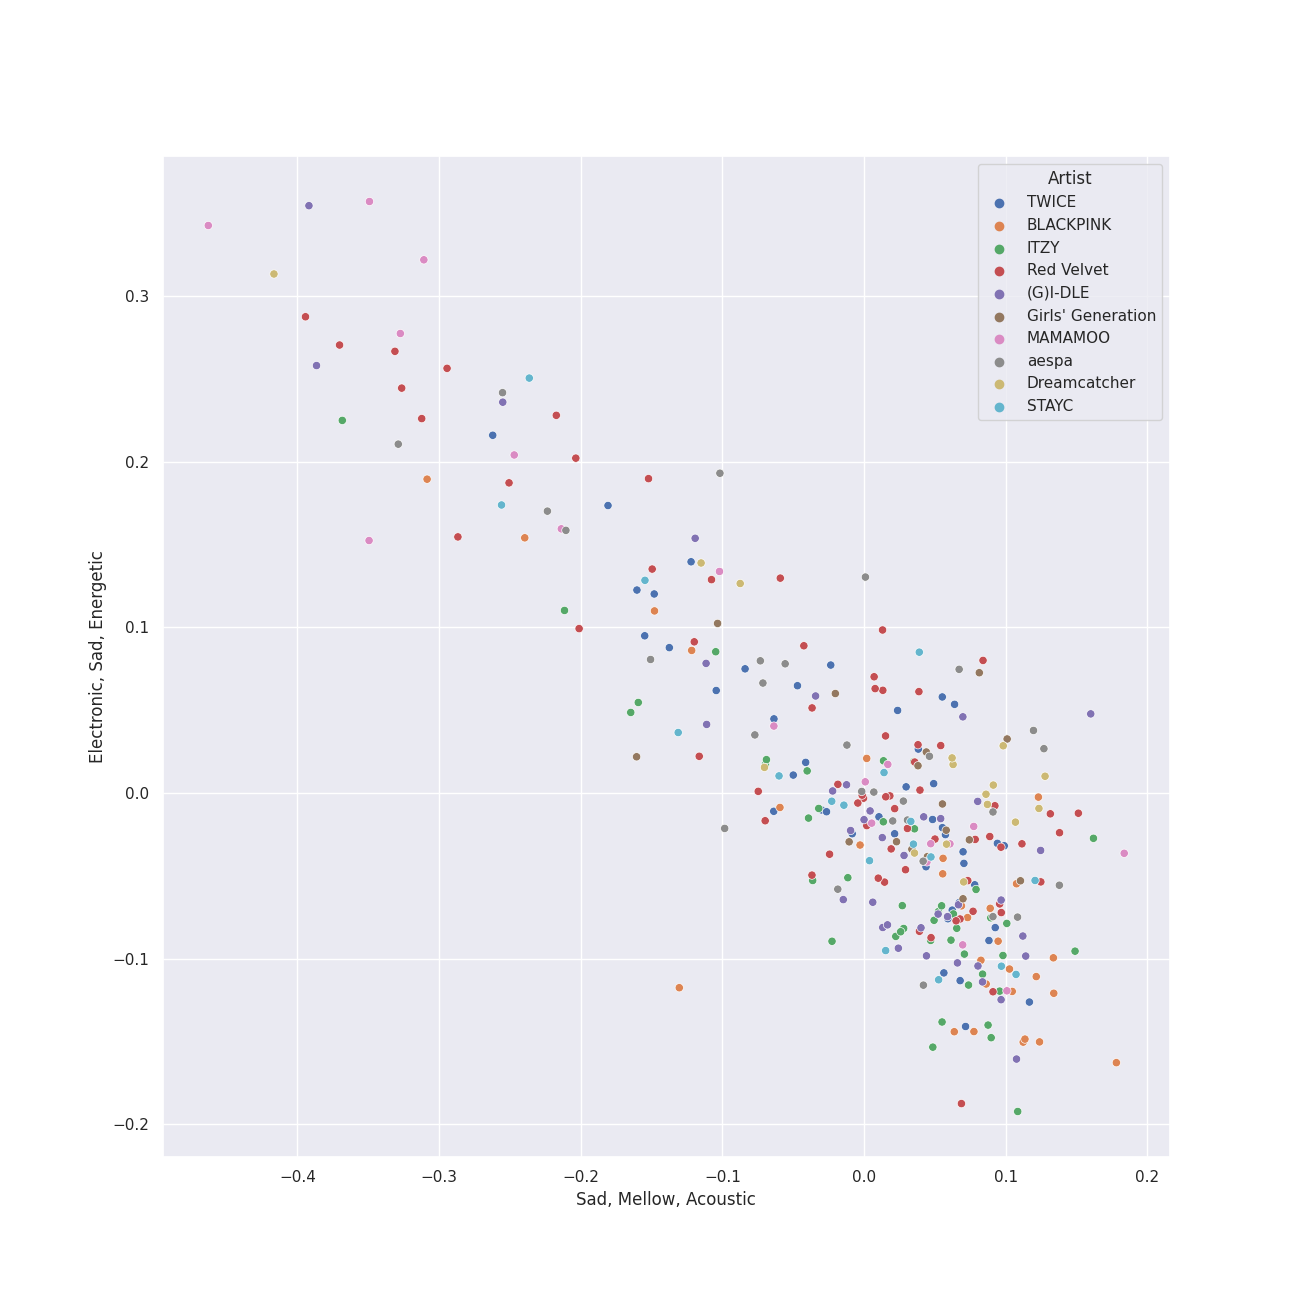 Artist
TWICE
BLACKPINK
ITZY
Red Velvet
(G)I-DLE
Girls' Generation
MAMAMOO
aespa
Dreamcatcher
STAYC
0.3
0.2
0.1
0.0
−0.1
−0.2
Electronic, Sad, Energetic
−0.4 −0.3 −0.2 −0.1 0.0 0.1 0.2
Sad, Mellow, Acoustic